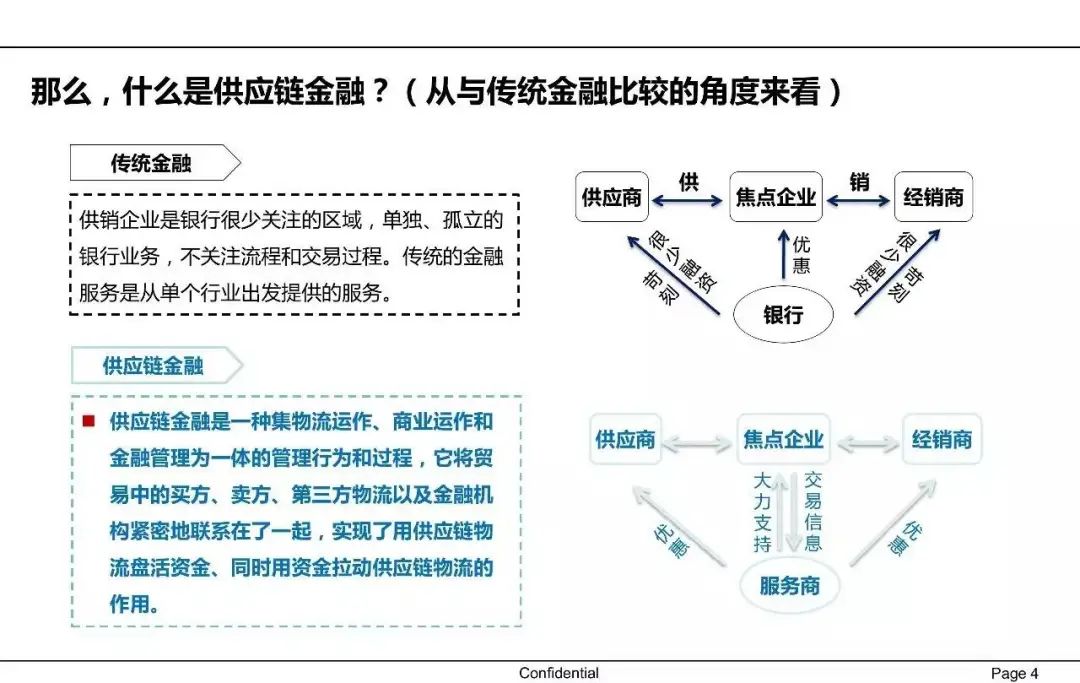 那么，什么是供应链金融？（从与传统金融比较的角度来看）
传统金融
供销企业是银行很少关注的区域，单独、孤立的
银行业务，不关注流程和交易过程。传统的金融
服务是从单个行业出发提供的服务。
供应商
供
焦点企业
销
经销商
很少融资
苛刻
优惠
很少融资
苛刻
银行
供应链金融
供应链金融是一种集物流运作、商业运作和
金融管理为一体的管理行为和过程，它将贸
易中的买方、卖方、第三方物流以及金融机
构紧密地联系在了一起，实现了用供应链物
流盘活资金、同时用资金拉动供应链物流的
作用。
供应商
焦点企业
经销商
优惠
大力支持
交易信息
优惠
服务商
Confidential
Page 4